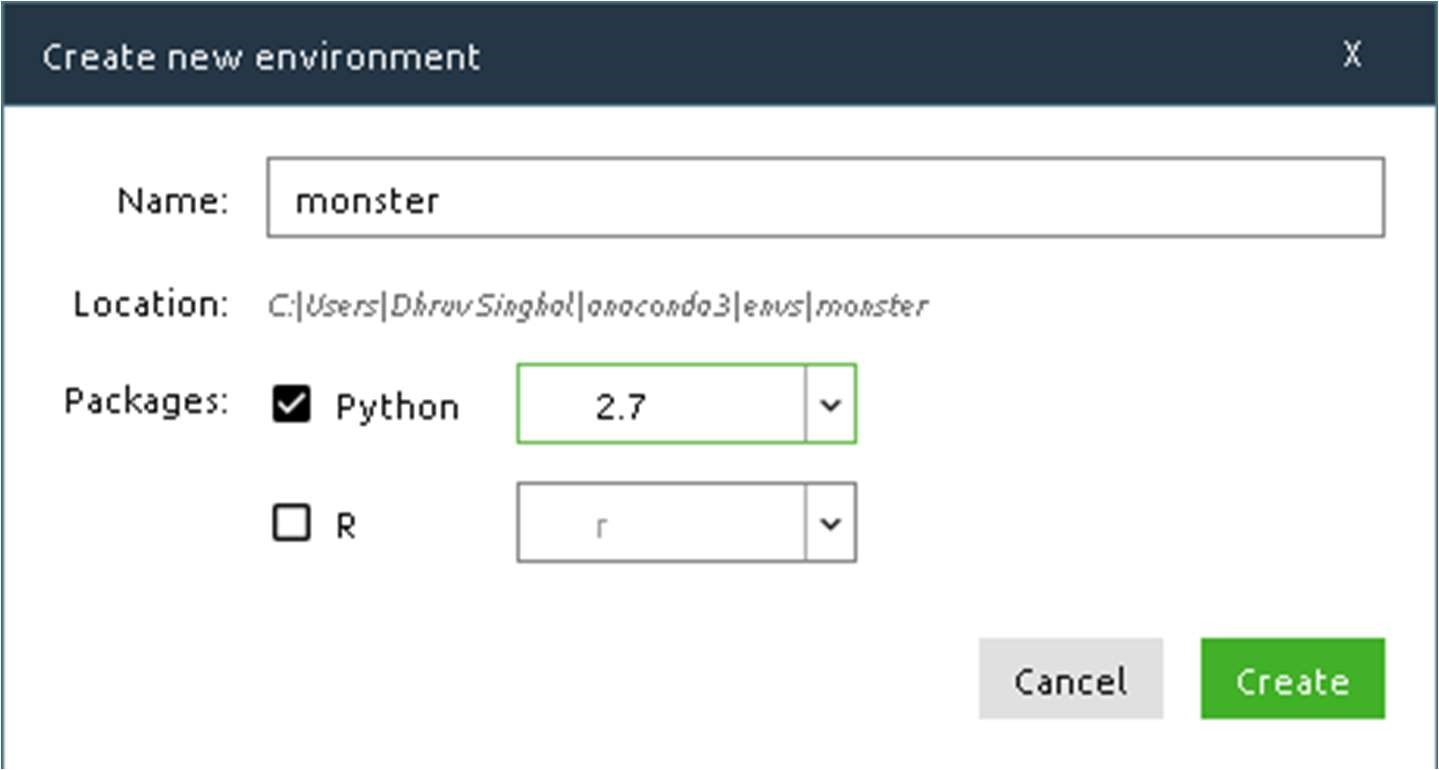 Create new environment X
Name: monster
Location: C:|Users|Dhruv Singhal|anaconda3|envs|monster
Packages: Python 2.7
R r
Cancel Create